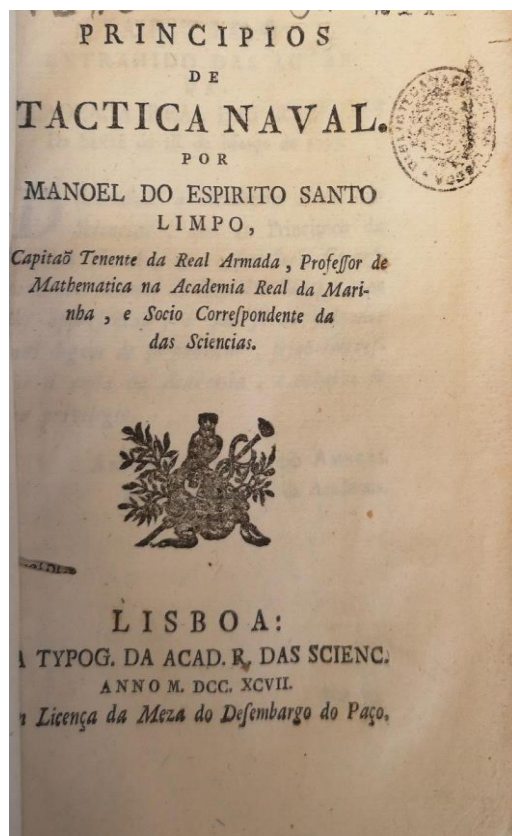 PRINCIPIOS
DE
TACTICA NAVAL.
POR
MANOEL DO ESPIRITO SANTO
LIMPO,
Capitaõ Tenente da Real Armada, Profeſſor de
Mathematica na Academia Real da Mari-
nha, e Socio Correſpondente da
das Sciencias.
LISBOA:
A TYPOG. DA ACAD. R. DAS SCIENC.
ANNO M. DCC. XCVII.
Licença da Meza do Deſembargo do Paço,